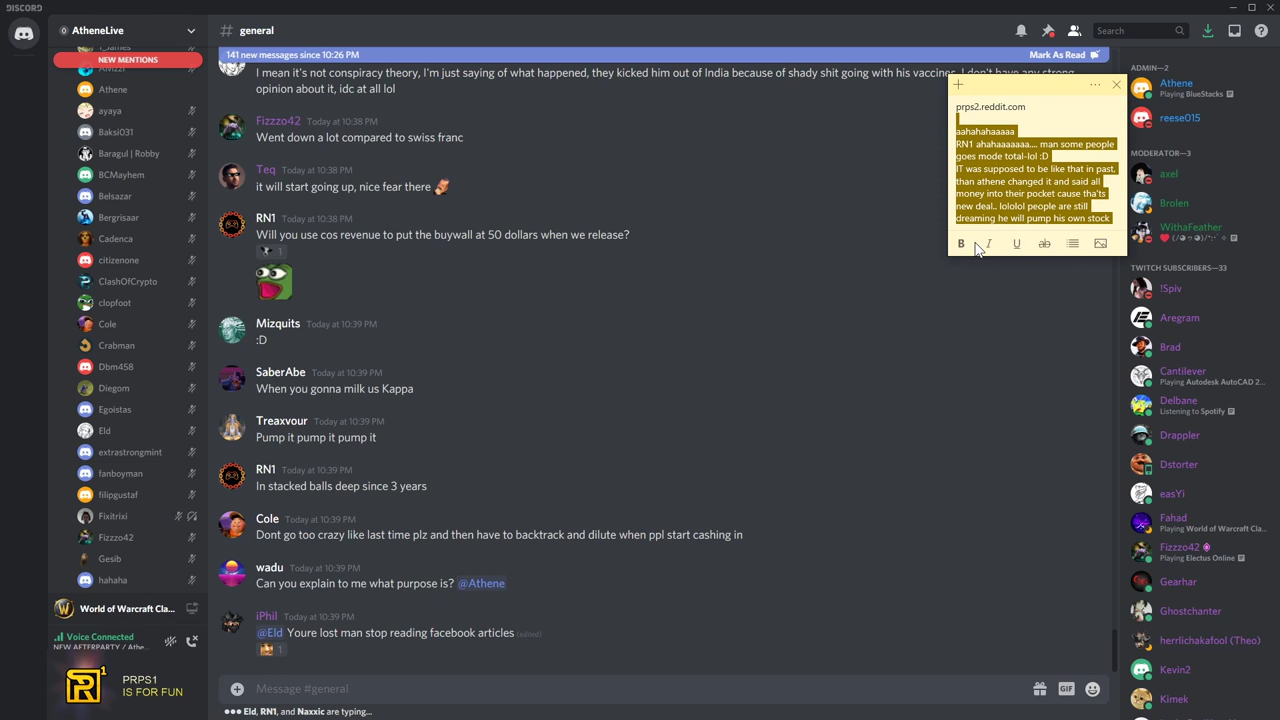 DISCORD
AtheneLive
general
Search
T_James
NEW MENTIONS
Alvizzi
Athene
ayaya
Baksi031
Baragul | Robby
BCMayhem
Belsazar
Bergrisaar
Cadenca
citizenone
ClashOfCrypto
clopfoot
Cole
Crabman
Dbm458
Diegom
Egoistas
Eld
extrastrongmint
fanboyman
filipgustaf
Fixitrixi
Fizzzo42
Gesib
hahaha
World of Warcraft Cla...
Voice Connected
NEW AFTERPARTY / Athe...
PRPS1
IS FOR FUN
141 new messages since 10:26 PM
Mark As Read
I mean it's not conspiracy theory, I'm just saying of what happened, they kicked him out of India because of shady shit going with his vaccines, I don't have any strong
opinion about it, idc at all lol
Fizzzo42 Today at 10:38 PM
Went down a lot compared to swiss franc
Teq Today at 10:38 PM
it will start going up, nice fear there
RN1 Today at 10:38 PM
Will you use cos revenue to put the buywall at 50 dollars when we release?
1
Mizquits Today at 10:39 PM
:D
SaberAbe Today at 10:39 PM
When you gonna milk us Kappa
Treaxvour Today at 10:39 PM
Pump it pump it pump it
RN1 Today at 10:39 PM
In stacked balls deep since 3 years
Cole Today at 10:39 PM
Dont go too crazy like last time plz and then have to backtrack and dilute when ppl start cashing in
wadu Today at 10:39 PM
Can you explain to me what purpose is? @Athene
iPhil Today at 10:39 PM
@Eld Youre lost man stop reading facebook articles (edited)
1
Message #general
GIF
Eld, RN1, and Naxxic are typing...
prps2.reddit.com
aahahahaaaaa
RN1 ahahaaaaaaa.... man some people
goes mode total-lol :D
IT was supposed to be like that in past,
than athene changed it and said all
money into their pocket cause tha'ts
new deal.. lololol people are still
dreaming he will pump his own stock
B I U ab
ADMIN—2
Athene
Playing BlueStacks
reese015
MODERATOR—3
axel
Brolen
WithaFeather
TWITCH SUBSCRIBERS—33
!Spiv
Aregram
Brad
Cantilever
Playing Autodesk AutoCAD 2...
Delbane
Listening to Spotify
Drappler
Dstorter
easYi
Fahad
Playing World of Warcraft Cla...
Fizzzo42
Playing Electus Online
Gearhar
Ghostchanter
herrlichakafool (Theo)
Kevin2
Kimek